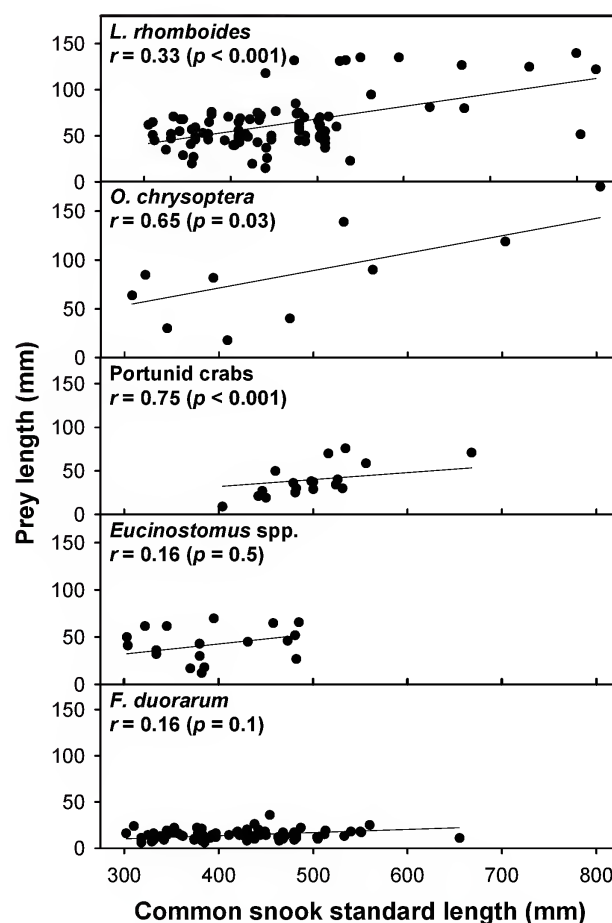 L. rhomboides
r = 0.33 (p < 0.001)
150
100
50
0
O. chrysoptera
r = 0.65 (p = 0.03)
150
100
50
0
Portunid crabs
r = 0.75 (p < 0.001)
150
100
50
0
Eucinostomus spp.
r = 0.16 (p = 0.5)
150
100
50
0
F. duorarum
r = 0.16 (p = 0.1)
150
100
50
0
Prey length (mm)
300 400 500 600 700 800
Common snook standard length (mm)